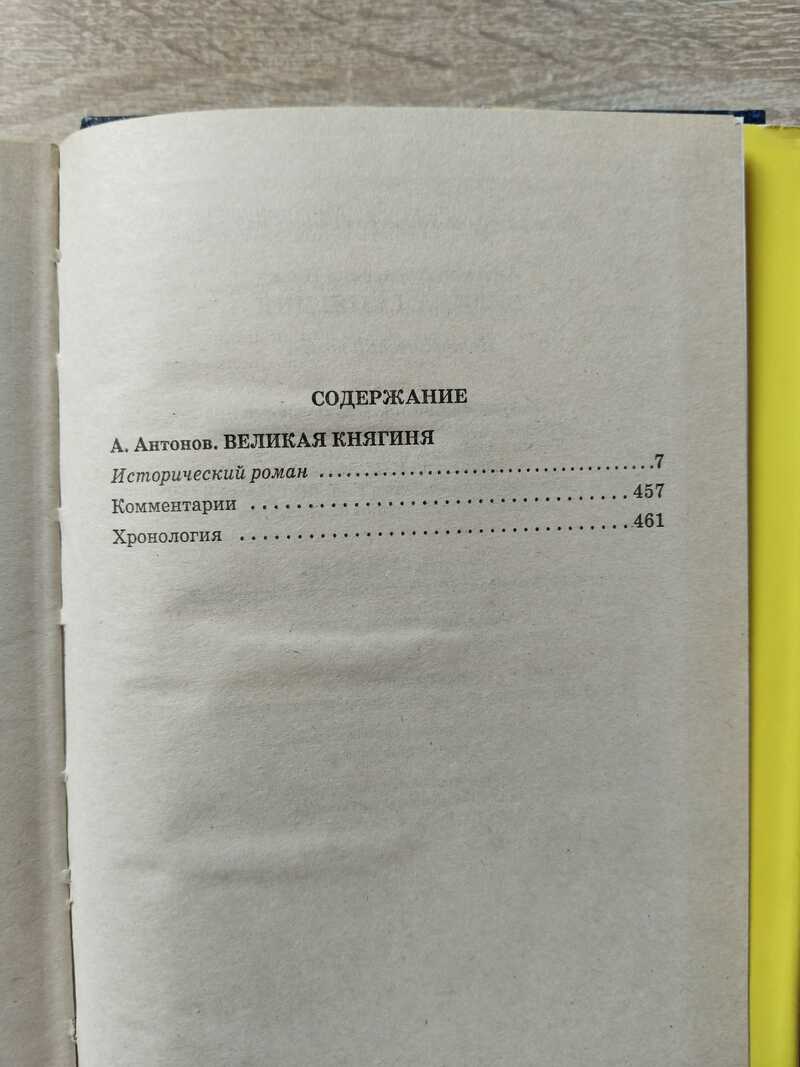 СОДЕРЖАНИЕ
А. Антонов. ВЕЛИКАЯ КНЯГИНЯ
Исторический роман ........................................7
Комментарии ........................................457
Хронология ........................................461